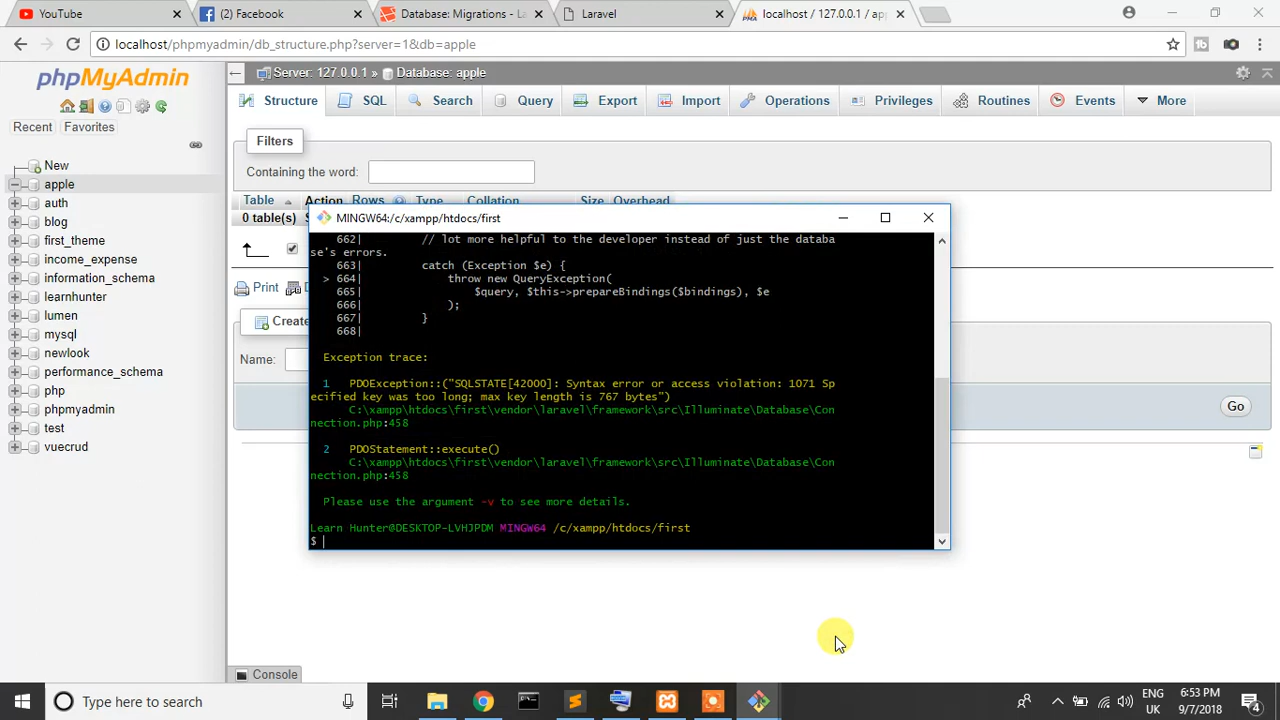 YouTube
(2) Facebook
Database: Migrations - La
Laravel
localhost / 127.0.0.1 / app
localhost/phpmyadmin/db_structure.php?server=1&db=apple
phpMyAdmin
Recent
Favorites
New
apple
auth
blog
first_theme
income_expense
information_schema
learnhunter
lumen
mysql
newlook
performance_schema
php
phpmyadmin
test
vuecrud
Server: 127.0.0.1 » Database: apple
Structure SQL Search Query Export Import Operations Privileges Routines Events More
Filters
Containing the word:
Table Action Rows Type Collation Size Overhead
0 table(s)
Print
Create
Name:
Go
Console
MINGW64:/c/xampp/htdocs/first
662| // lot more helpful to the developer instead of just the databa
se's errors.
663| catch (Exception $e) {
> 664| throw new QueryException(
665| $query, $this->prepareBindings($bindings), $e
666| );
667| }
668|
Exception trace:
1 PDOException::("SQLSTATE[42000]: Syntax error or access violation: 1071 Sp
ecified key was too long; max key length is 767 bytes")
C:\xampp\htdocs\first\vendor\laravel\framework\src\Illuminate\Database\Con
nection.php:458
2 PDOStatement::execute()
C:\xampp\htdocs\first\vendor\laravel\framework\src\Illuminate\Database\Con
nection.php:458
Please use the argument -v to see more details.
Learn Hunter@DESKTOP-LVHJPDM MINGW64 /c/xampp/htdocs/first
$
Type here to search
ENG
UK
6:53 PM
9/7/2018
4